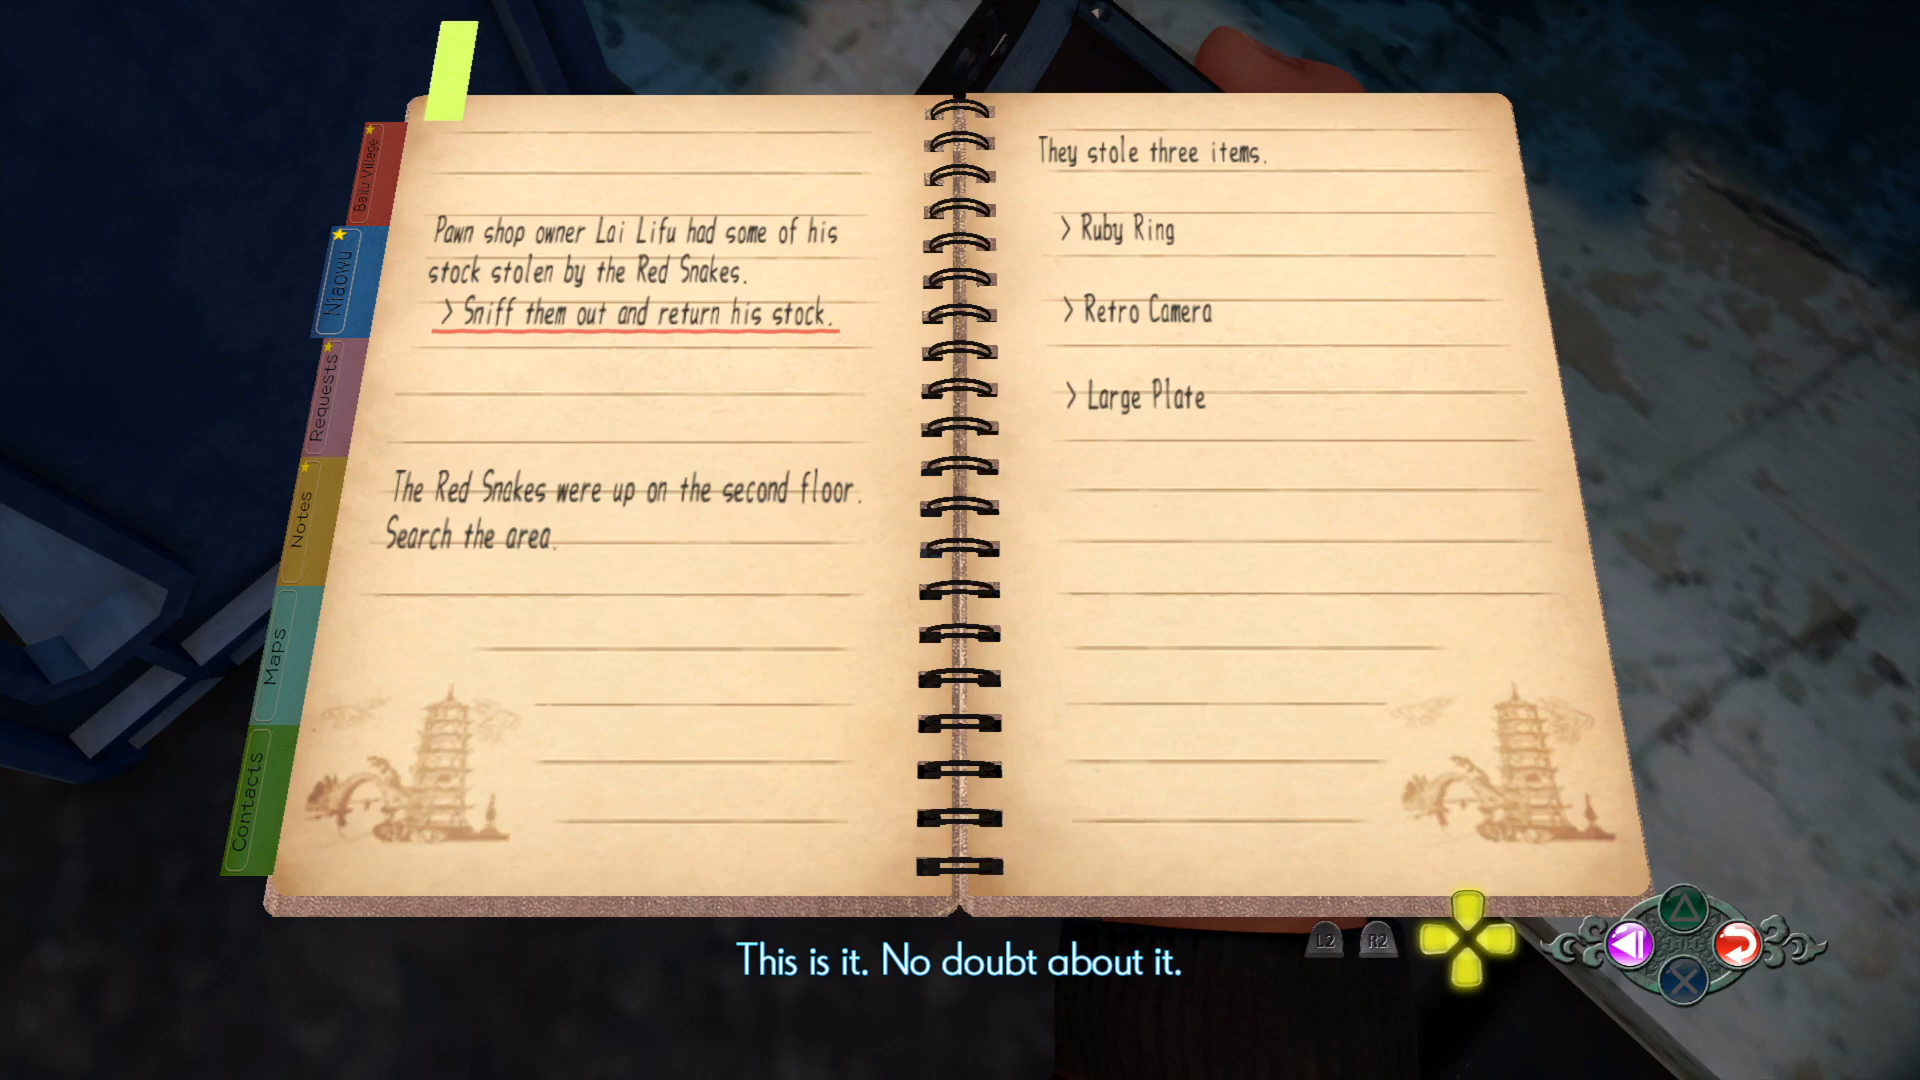 Bailu Village
Niaowu
Requests
Notes
Maps
Contacts
Pawn shop owner Lai Lifu had some of his
stock stolen by the Red Snakes.
> Sniff them out and return his stock.
The Red Snakes were up on the second floor.
Search the area.
They stole three items.
> Ruby Ring
> Retro Camera
> Large Plate
This is it. No doubt about it.
L2
R2